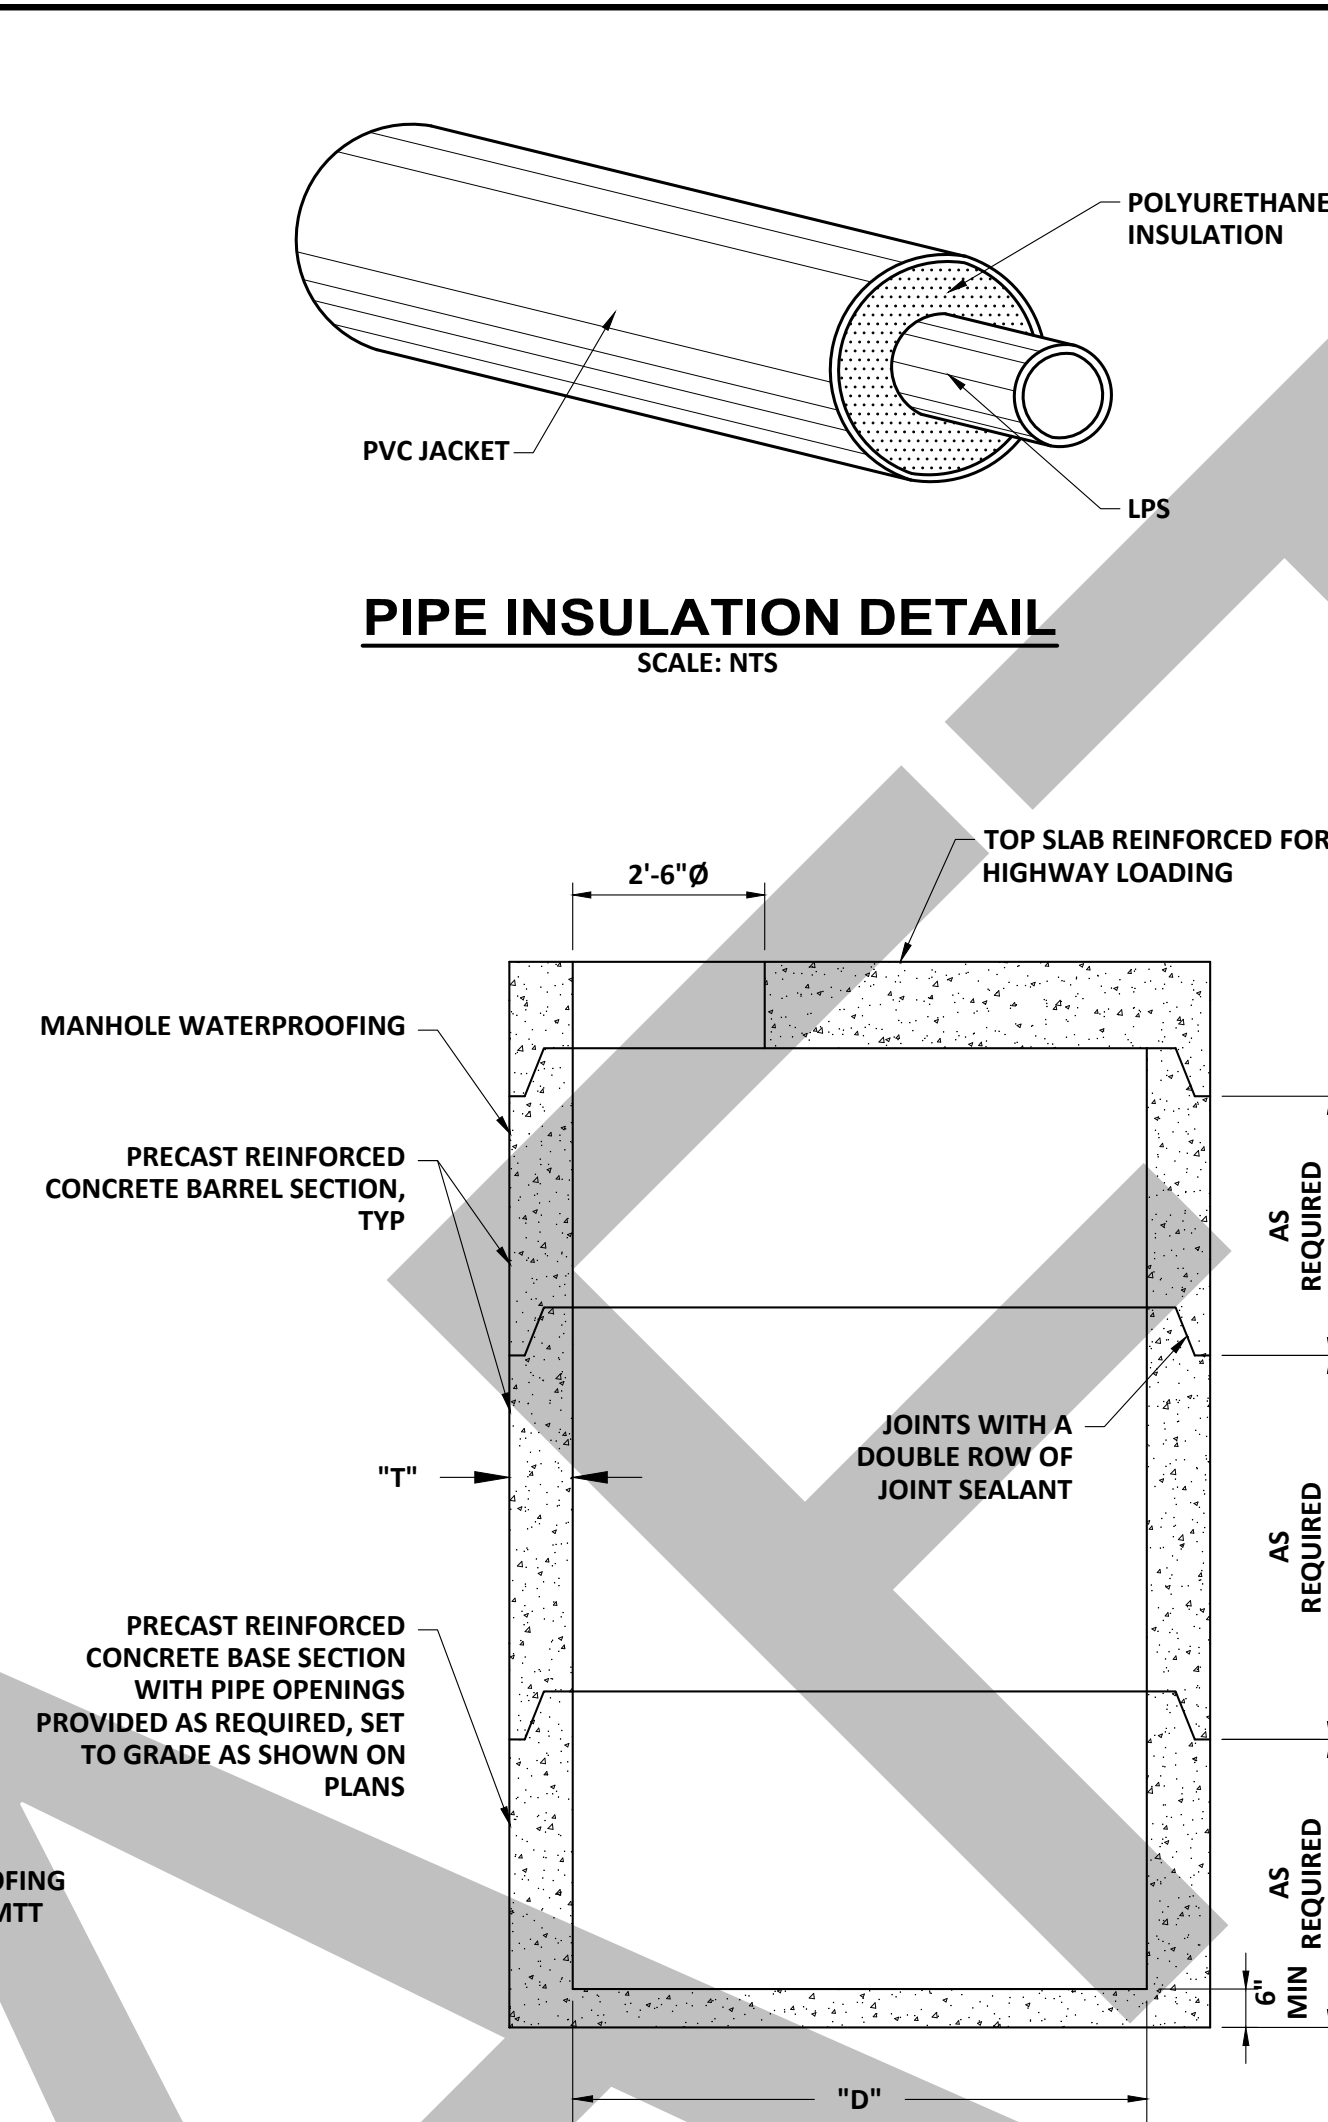 POLYURETHANE
INSULATION
PVC JACKET
LPS
PIPE INSULATION DETAIL
SCALE: NTS
TOP SLAB REINFORCED FOR
HIGHWAY LOADING
2'-6"Ø
MANHOLE WATERPROOFING
PRECAST REINFORCED
CONCRETE BARREL SECTION,
TYP
AS
REQUIRED
JOINTS WITH A
DOUBLE ROW OF
JOINT SEALANT
"T"
AS
REQUIRED
PRECAST REINFORCED
CONCRETE BASE SECTION
WITH PIPE OPENINGS
PROVIDED AS REQUIRED, SET
TO GRADE AS SHOWN ON
PLANS
AS
REQUIRED
OFING
MTT
6"
MIN
"D"